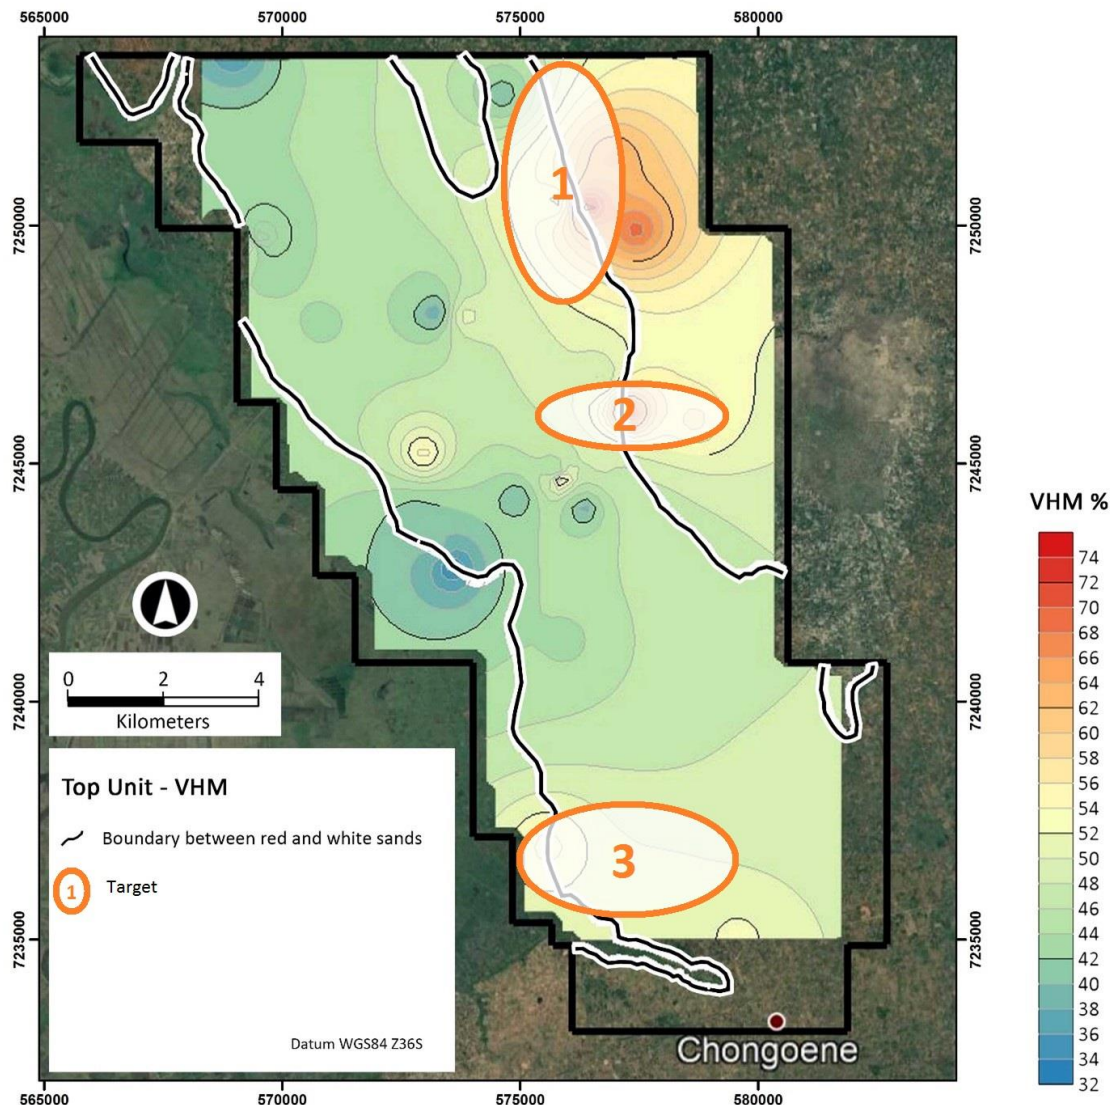 565000 570000 575000 580000
7250000 7250000
1
2
7245000 7245000
VHM %
74
72
70
68
66
64
62
60
58
56
54
52
50
48
46
44
42
40
38
36
34
32
0 2 4
Kilometers
7240000 7240000
Top Unit - VHM
Boundary between red and white sands
1 Target
Datum WGS84 Z36S
3
7235000 7235000
Chongoene
565000 570000 575000 580000